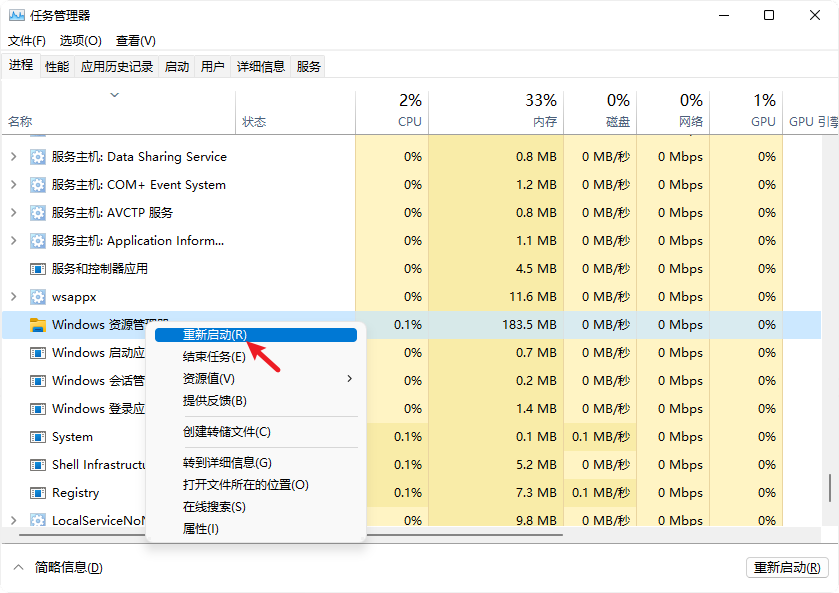 任务管理器
文件(F) 选项(O) 查看(V)
进程 性能 应用历史记录 启动 用户 详细信息 服务
2% 33% 0% 0% 1%
名称 状态 CPU 内存 磁盘 网络 GPU GPU 引擎
服务主机: Data Sharing Service 0% 0.8 MB 0 MB/秒 0 Mbps 0%
服务主机: COM+ Event System 0% 1.2 MB 0 MB/秒 0 Mbps 0%
服务主机: AVCTP 服务 0% 0.8 MB 0 MB/秒 0 Mbps 0%
服务主机: Application Inform... 0% 1.1 MB 0 MB/秒 0 Mbps 0%
服务和控制器应用 0% 4.5 MB 0 MB/秒 0 Mbps 0%
wsappx 0% 11.6 MB 0 MB/秒 0 Mbps 0%
Windows 资源管理器 0.1% 183.5 MB 0 MB/秒 0 Mbps 0%
重新启动(R)
Windows 启动应 0% 0.7 MB 0 MB/秒 0 Mbps 0%
结束任务(E)
资源值(V)
Windows 会话管 0% 0.2 MB 0 MB/秒 0 Mbps 0%
提供反馈(B)
Windows 登录应 0% 1.4 MB 0 MB/秒 0 Mbps 0%
创建转储文件(C)
System 0.1% 0.1 MB 0.1 MB/秒 0 Mbps 0%
转到详细信息(G)
Shell Infrastructu 0.1% 5.2 MB 0 MB/秒 0 Mbps 0%
打开文件所在的位置(O)
Registry 0.1% 7.3 MB 0.1 MB/秒 0 Mbps 0%
在线搜索(S)
LocalServiceNoN 0% 9.8 MB 0 MB/秒 0 Mbps 0%
属性(I)
简略信息(D) 重新启动(R)